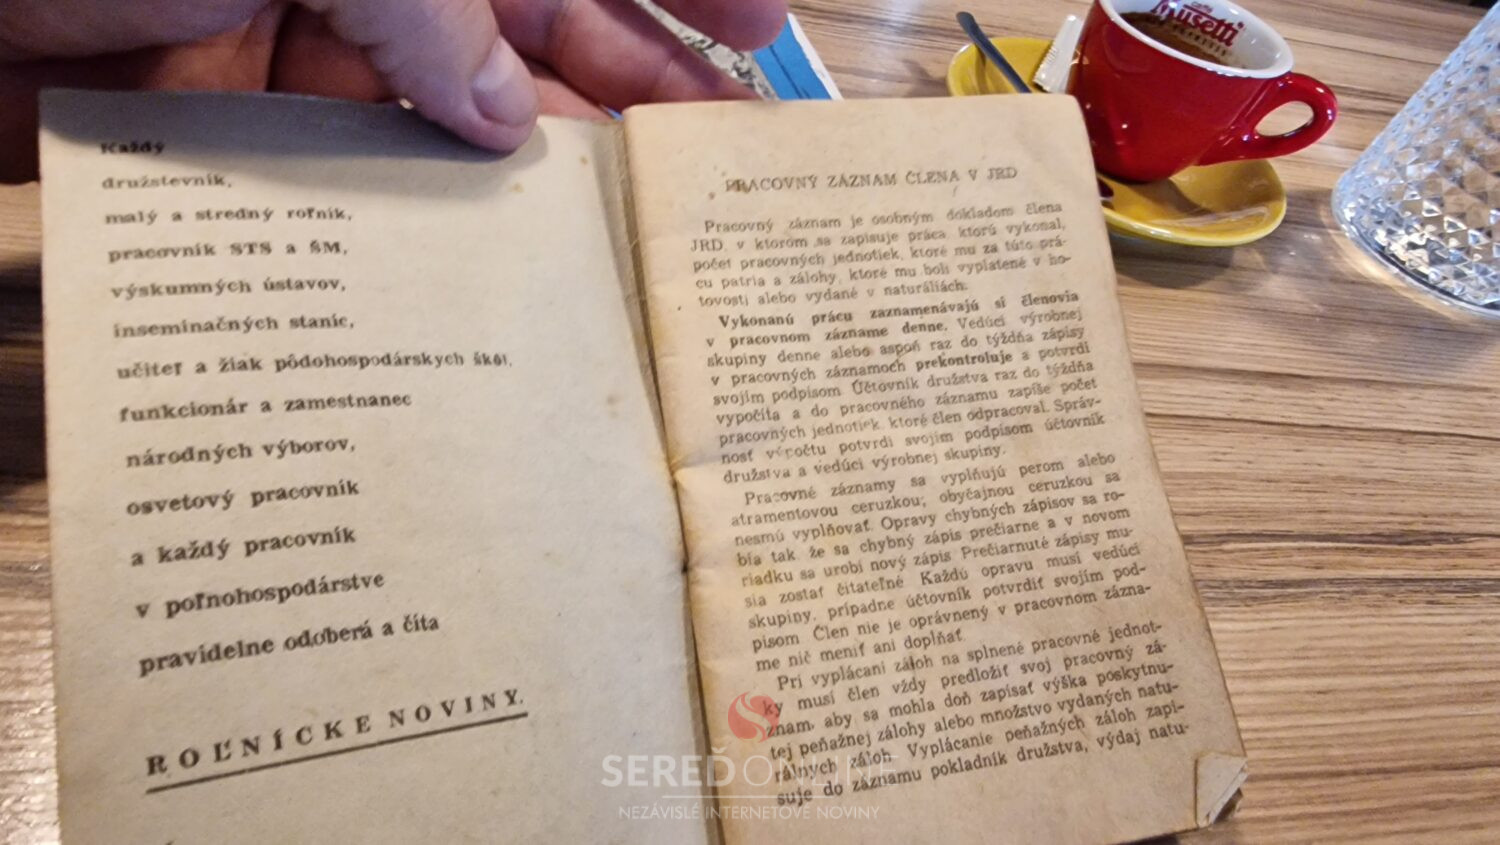 Každý
družstevník,
malý a stredný roľník,
pracovník STS a ŠM,
výskumných ústavov,
inseminačných staníc,
učiteľ a žiak pôdohospodárskych škôl,
funkcionár a zamestnanec
národných výborov,
osvetový pracovník
a každý pracovník
v poľnohospodárstve
pravidelne odoberá a číta
ROĽNÍCKE NOVINY.
PRACOVNÝ ZÁZNAM ČLENA V JRD
Pracovný záznam je osobným dokladom člena
JRD, v ktorom sa zapisuje práca, ktorú vykonal,
počet pracovných jednotiek, ktoré mu za túto prá-
cu patria a zálohy, ktoré mu boli vyplatené v ho-
tovosti alebo vydané v naturáliách.
Vykonanú prácu zaznamenávajú si členovia
v pracovnom zázname denne. Vedúci výrobnej
skupiny denne alebo aspoň raz do týždňa zápisy
v pracovných záznamoch prekontroluje a potvrdí
svojím podpisom Účtovník družstva raz do týždňa
vypočíta a do pracovného záznamu zapíše počet
pracovných jednotiek, ktoré člen odpracoval. Správ-
nosť výpočtu potvrdí svojím podpisom účtovník
družstva a vedúci výrobnej skupiny.
Pracovné záznamy sa vyplňujú perom alebo
atramentovou ceruzkou; obyčajnou ceruzkou sa
nesmú vyplňovať. Opravy chybných zápisov sa ro-
bia tak, že sa chybný zápis prečiarne a v novom
riadku sa urobí nový zápis Prečiarnuté zápisy mu-
sia zostať čitateľné. Každú opravu musí vedúci
skupiny, prípadne účtovník potvrdiť svojím pod-
pisom. Člen nie je oprávnený v pracovnom zázna-
me nič meniť ani dopĺňať.
Pri vyplácaní záloh na splnené pracovné jednot-
ky musí člen vždy predložiť svoj pracovný zá-
znam, aby sa mohla doň zapísať výška poskytnu-
tej peňažnej zálohy alebo množstvo vydaných natu-
rálnych záloh. Vyplácanie peňažných záloh zapi-
suje do záznamu pokladník družstva, výdaj natu-
caffè
Musetti
SEREĎ ONLINE
NEZÁVISLÉ INTERNETOVÉ NOVINY